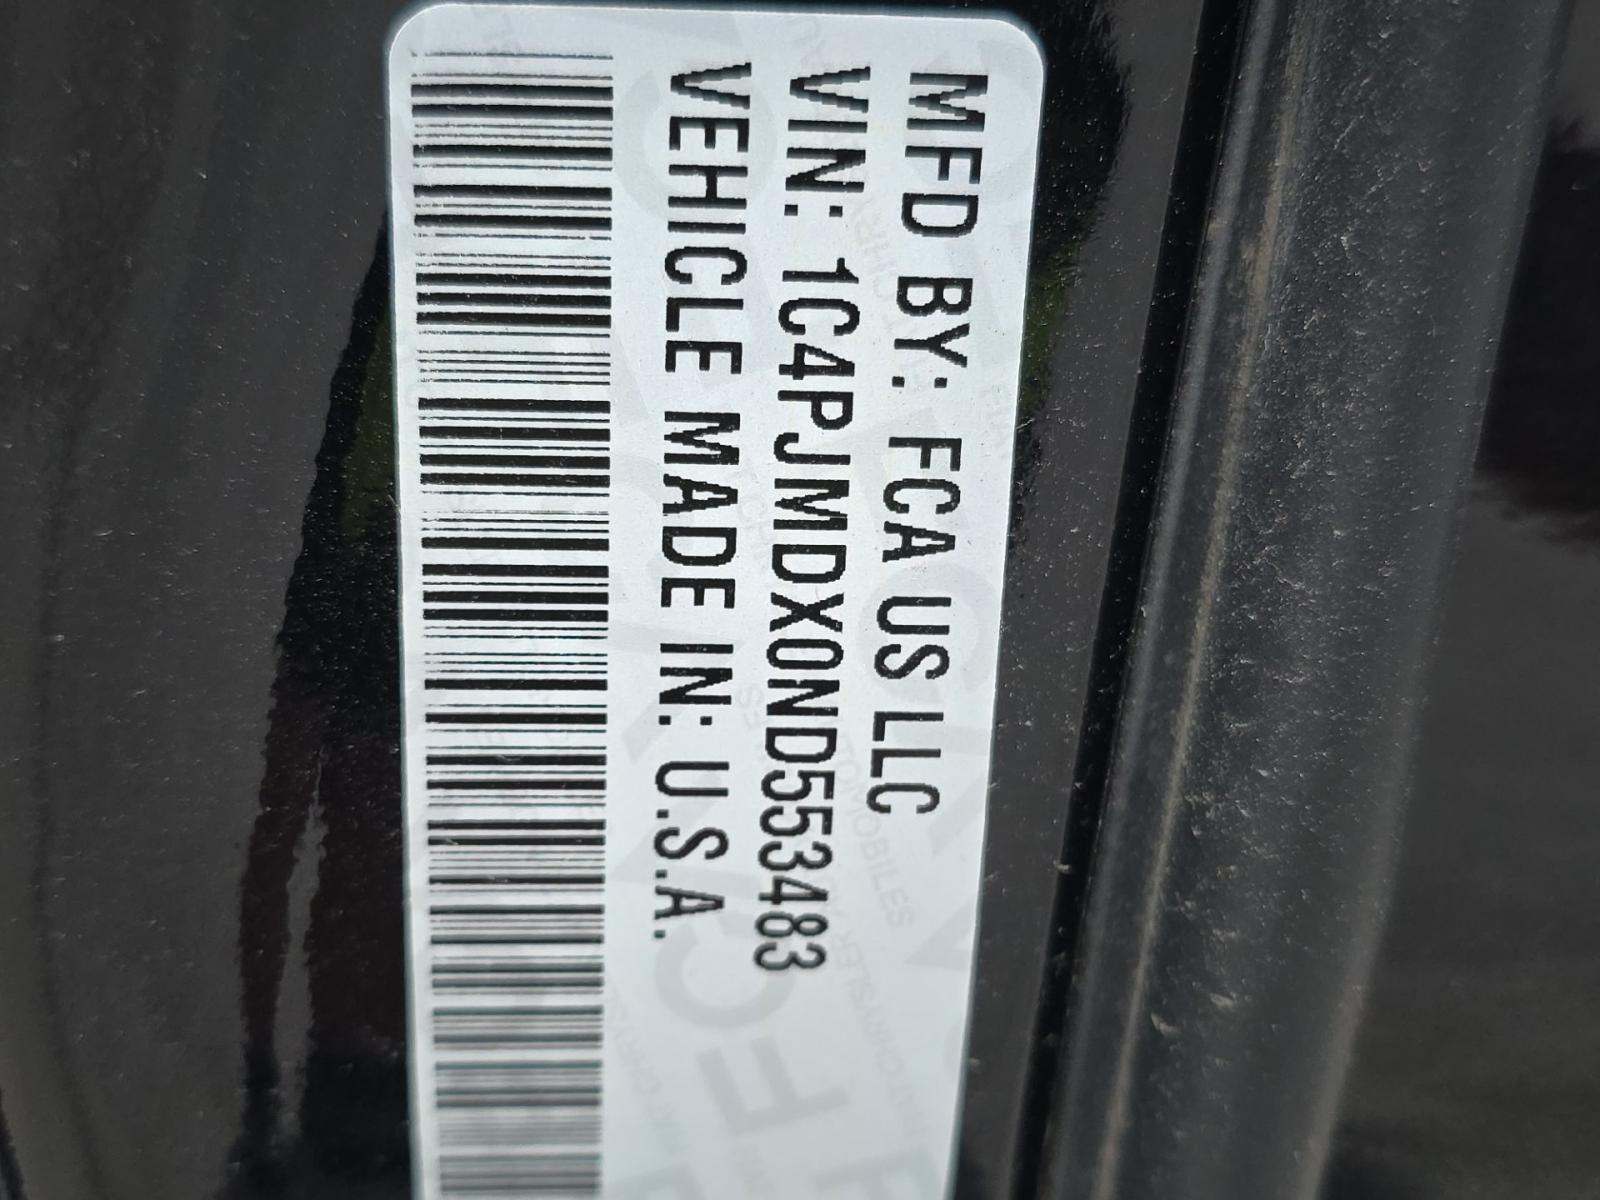 MFD BY: FCA US LLC
VIN: 1C4PJMDX0ND553483
VEHICLE MADE IN: U.S.A.